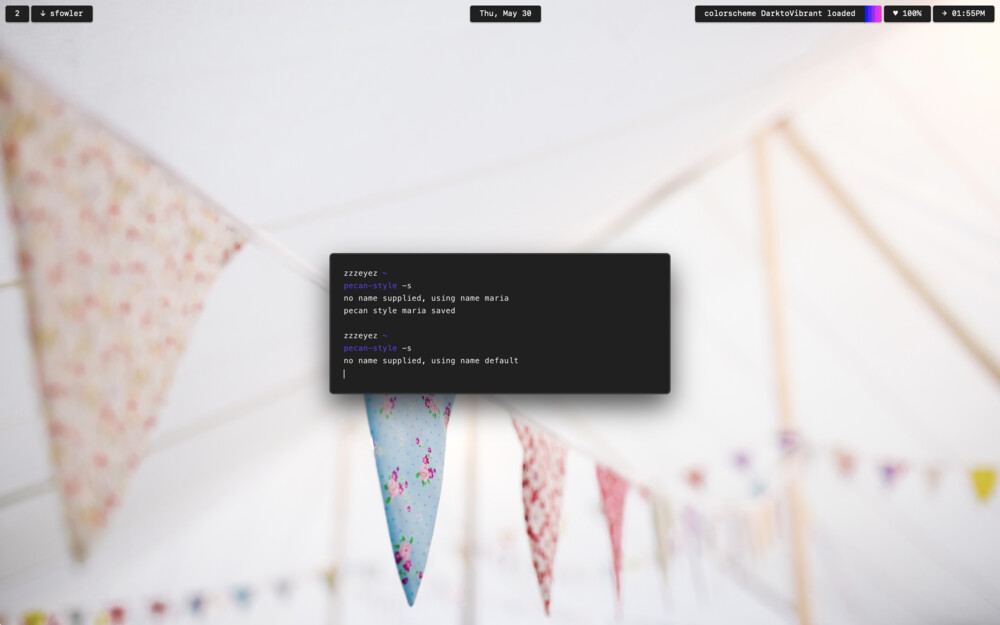 2 ↓ sfowler Thu, May 30 colorscheme DarktoVibrant loaded ♥ 100% → 01:55PM
zzzeyez ~
pecan-style -s
no name supplied, using name maria
pecan style maria saved
zzzeyez ~
pecan-style -s
no name supplied, using name default